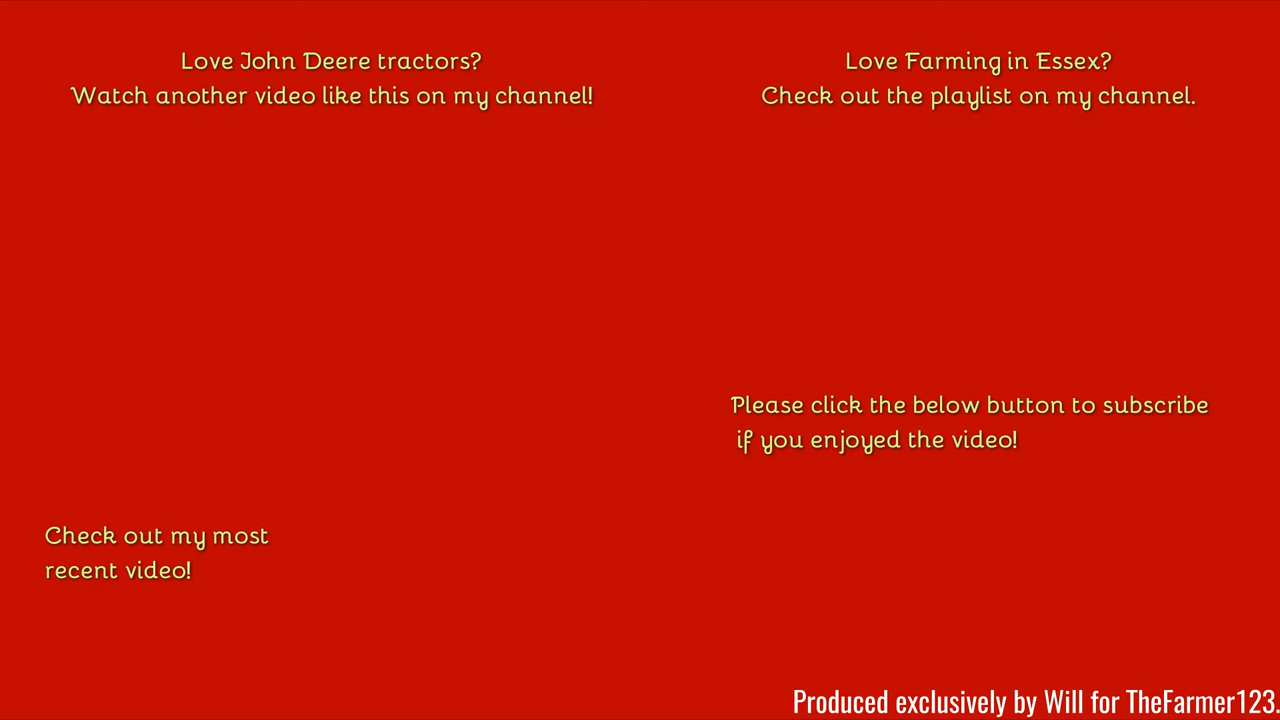 Love John Deere tractors?
Watch another video like this on my channel!
Love Farming in Essex?
Check out the playlist on my channel.
Please click the below button to subscribe
if you enjoyed the video!
Check out my most
recent video!
Produced exclusively by Will for TheFarmer123.